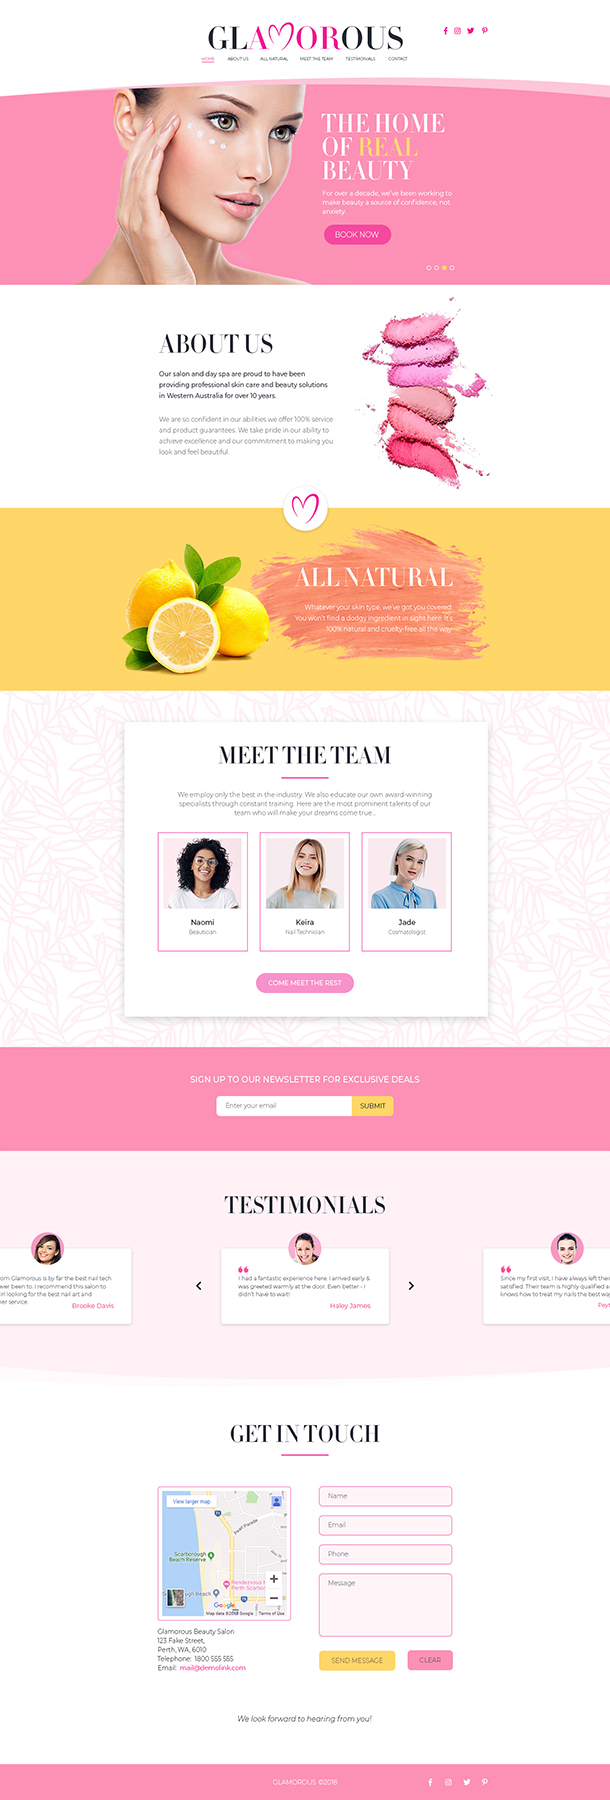 GLAMOROUS
HOME ABOUT US ALL NATURAL MEET THE TEAM TESTIMONIALS CONTACT
THE HOME
OF REAL
BEAUTY
For over a decade, we've been working to
make beauty a source of confidence, not
anxiety.
BOOK NOW
ABOUT US
Our salon and day spa are proud to have been
providing professional skin care and beauty solutions
in Western Australia for over 10 years.
We are so confident in our abilities we offer 100% service
and product guarantees. We take pride in our ability to
achieve excellence and our commitment to making you
look and feel beautiful.
ALL NATURAL
Whatever your skin type, we've got you covered.
You won't find a dodgy ingredient in sight here. It's
100% natural and cruelty-free all the way.
MEET THE TEAM
We employ only the best in the industry. We also educate our own award-winning
specialists through constant training. Here are the most prominent talents of our
team who will make your dreams come true...
Naomi
Beautician
Keira
Nail Technician
Jade
Cosmatologist
COME MEET THE REST
SIGN UP TO OUR NEWSLETTER FOR EXCLUSIVE DEALS
Enter your email SUBMIT
TESTIMONIALS
om Glamorous is by far the best nail tech
ver been to. I recommend this salon to
irl looking for the best nail art and
mer service.
Brooke Davis
I had a fantastic experience here. I arrived early &
was greeted warmly at the door. Even better - I
didn't have to wait!
Haley James
Since my first visit, I have always left their
satisfied. Their team is highly qualified a
knows how to treat my nails the best way
Peyt
GET IN TOUCH
View larger map
West Parade
Scarborough
Beach Reserve
Rendezvous
Perth Scarbor
ugh Beach
Google
Map data ©2018 Google Terms of Use
Glamorous Beauty Salon
123 Fake Street,
Perth, WA, 6010
Telephone: 1800 555 555
Email: mail@demolink.com
Name
Email
Phone
Message
SEND MESSAGE CLEAR
We look forward to hearing from you!
GLAMOROUS ©2018